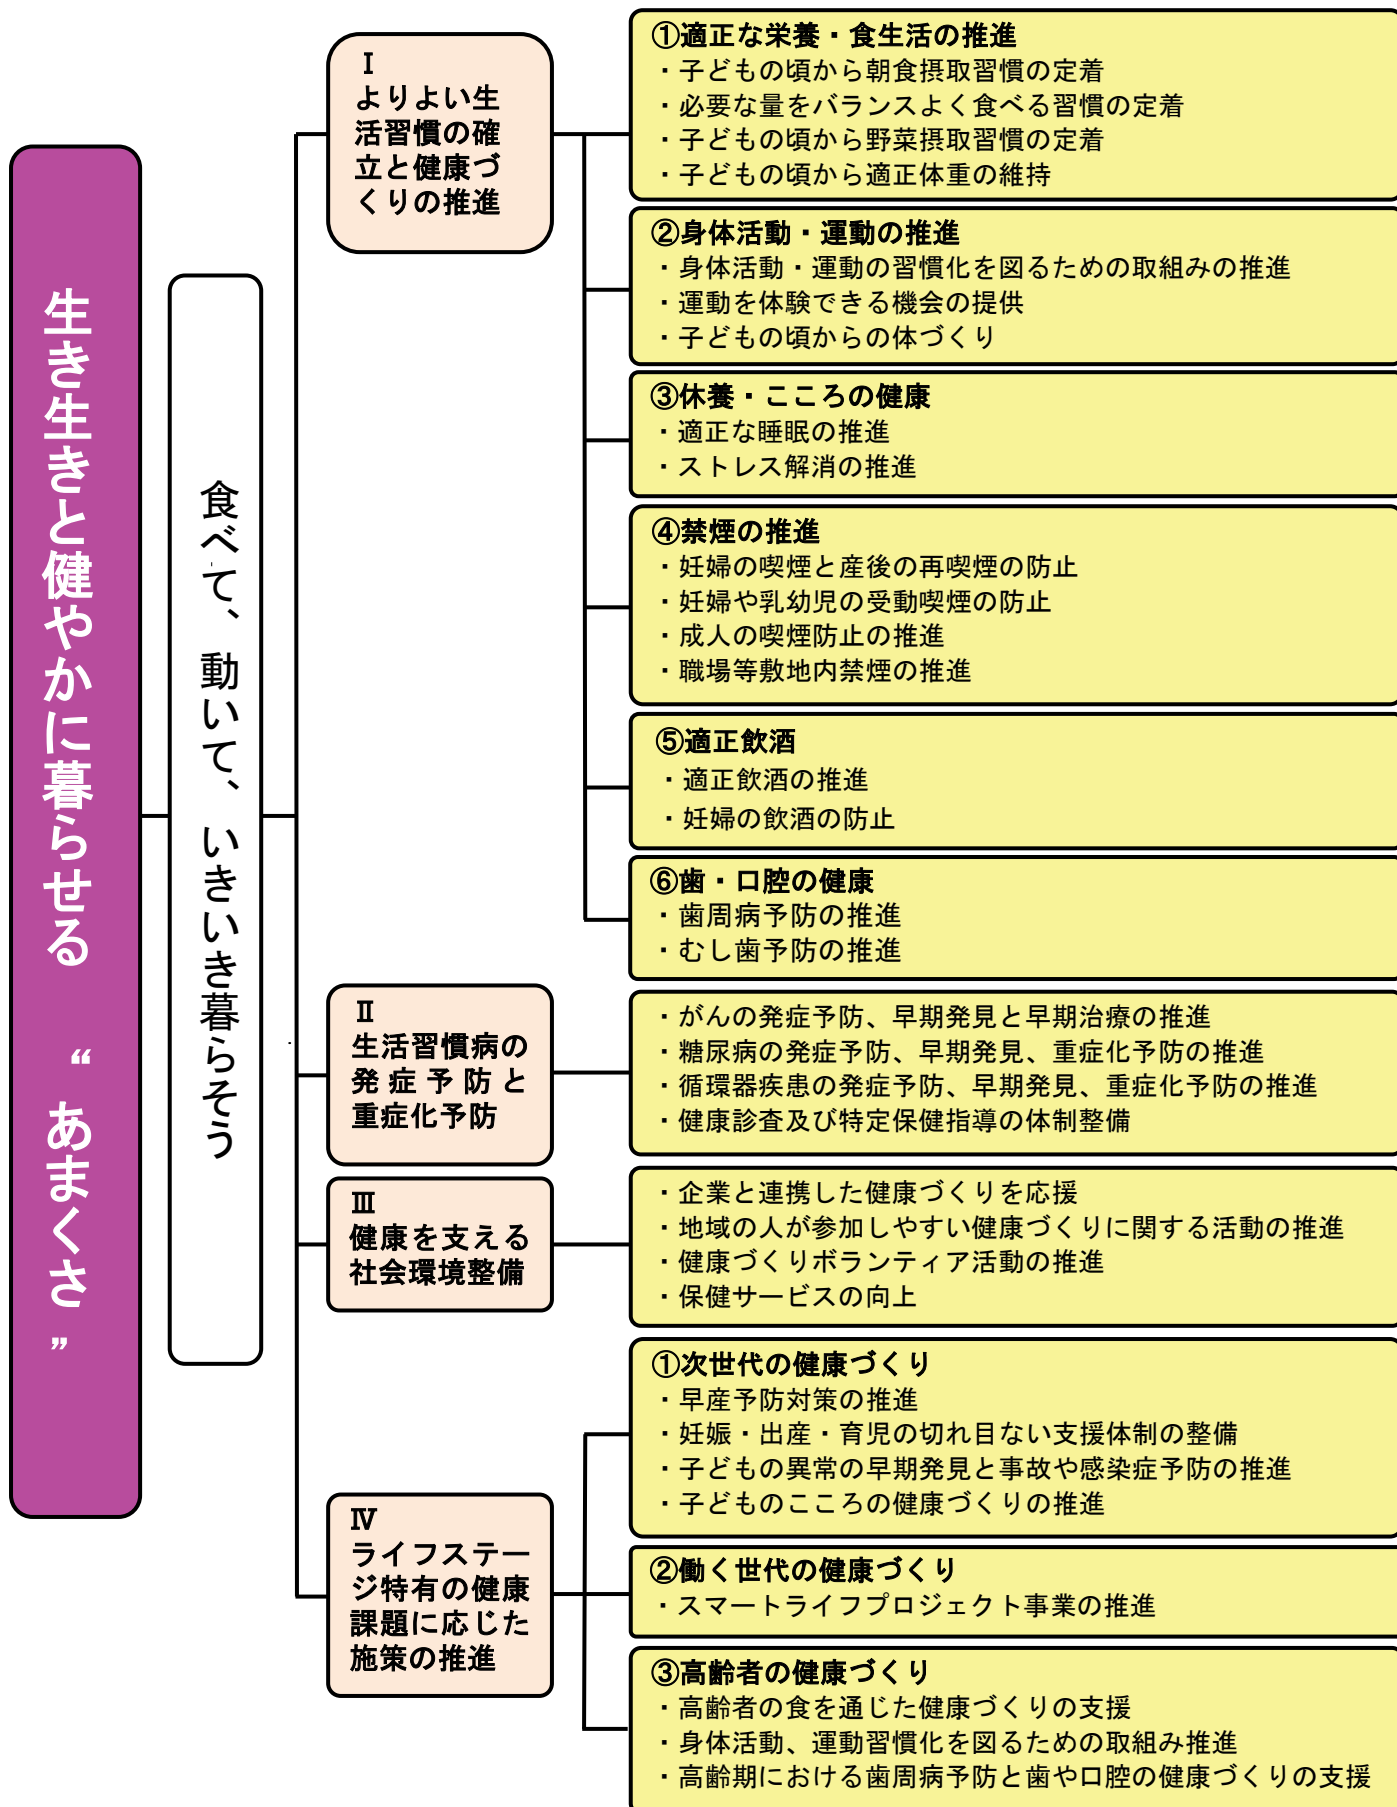 生き生きと健やかに暮らせる “あまくさ”
食べて、動いて、いきいき暮らそう
Ⅰ
よりよい生
活習慣の確
立と健康づ
くりの推進
①適正な栄養・食生活の推進
・子どもの頃から朝食摂取習慣の定着
・必要な量をバランスよく食べる習慣の定着
・子どもの頃から野菜摂取習慣の定着
・子どもの頃から適正体重の維持
②身体活動・運動の推進
・身体活動・運動の習慣化を図るための取組みの推進
・運動を体験できる機会の提供
・子どもの頃からの体づくり
③休養・こころの健康
・適正な睡眠の推進
・ストレス解消の推進
④禁煙の推進
・妊婦の喫煙と産後の再喫煙の防止
・妊婦や乳幼児の受動喫煙の防止
・成人の喫煙防止の推進
・職場等敷地内禁煙の推進
⑤適正飲酒
・適正飲酒の推進
・妊婦の飲酒の防止
⑥歯・口腔の健康
・歯周病予防の推進
・むし歯予防の推進
Ⅱ
生活習慣病の
発症予防と
重症化予防
・がんの発症予防、早期発見と早期治療の推進
・糖尿病の発症予防、早期発見、重症化予防の推進
・循環器疾患の発症予防、早期発見、重症化予防の推進
・健康診査及び特定保健指導の体制整備
Ⅲ
健康を支える
社会環境整備
・企業と連携した健康づくりを応援
・地域の人が参加しやすい健康づくりに関する活動の推進
・健康づくりボランティア活動の推進
・保健サービスの向上
Ⅳ
ライフステー
ジ特有の健康
課題に応じた
施策の推進
①次世代の健康づくり
・早産予防対策の推進
・妊娠・出産・育児の切れ目ない支援体制の整備
・子どもの異常の早期発見と事故や感染症予防の推進
・子どものこころの健康づくりの推進
②働く世代の健康づくり
・スマートライフプロジェクト事業の推進
③高齢者の健康づくり
・高齢者の食を通じた健康づくりの支援
・身体活動、運動習慣化を図るための取組み推進
・高齢期における歯周病予防と歯や口腔の健康づくりの支援